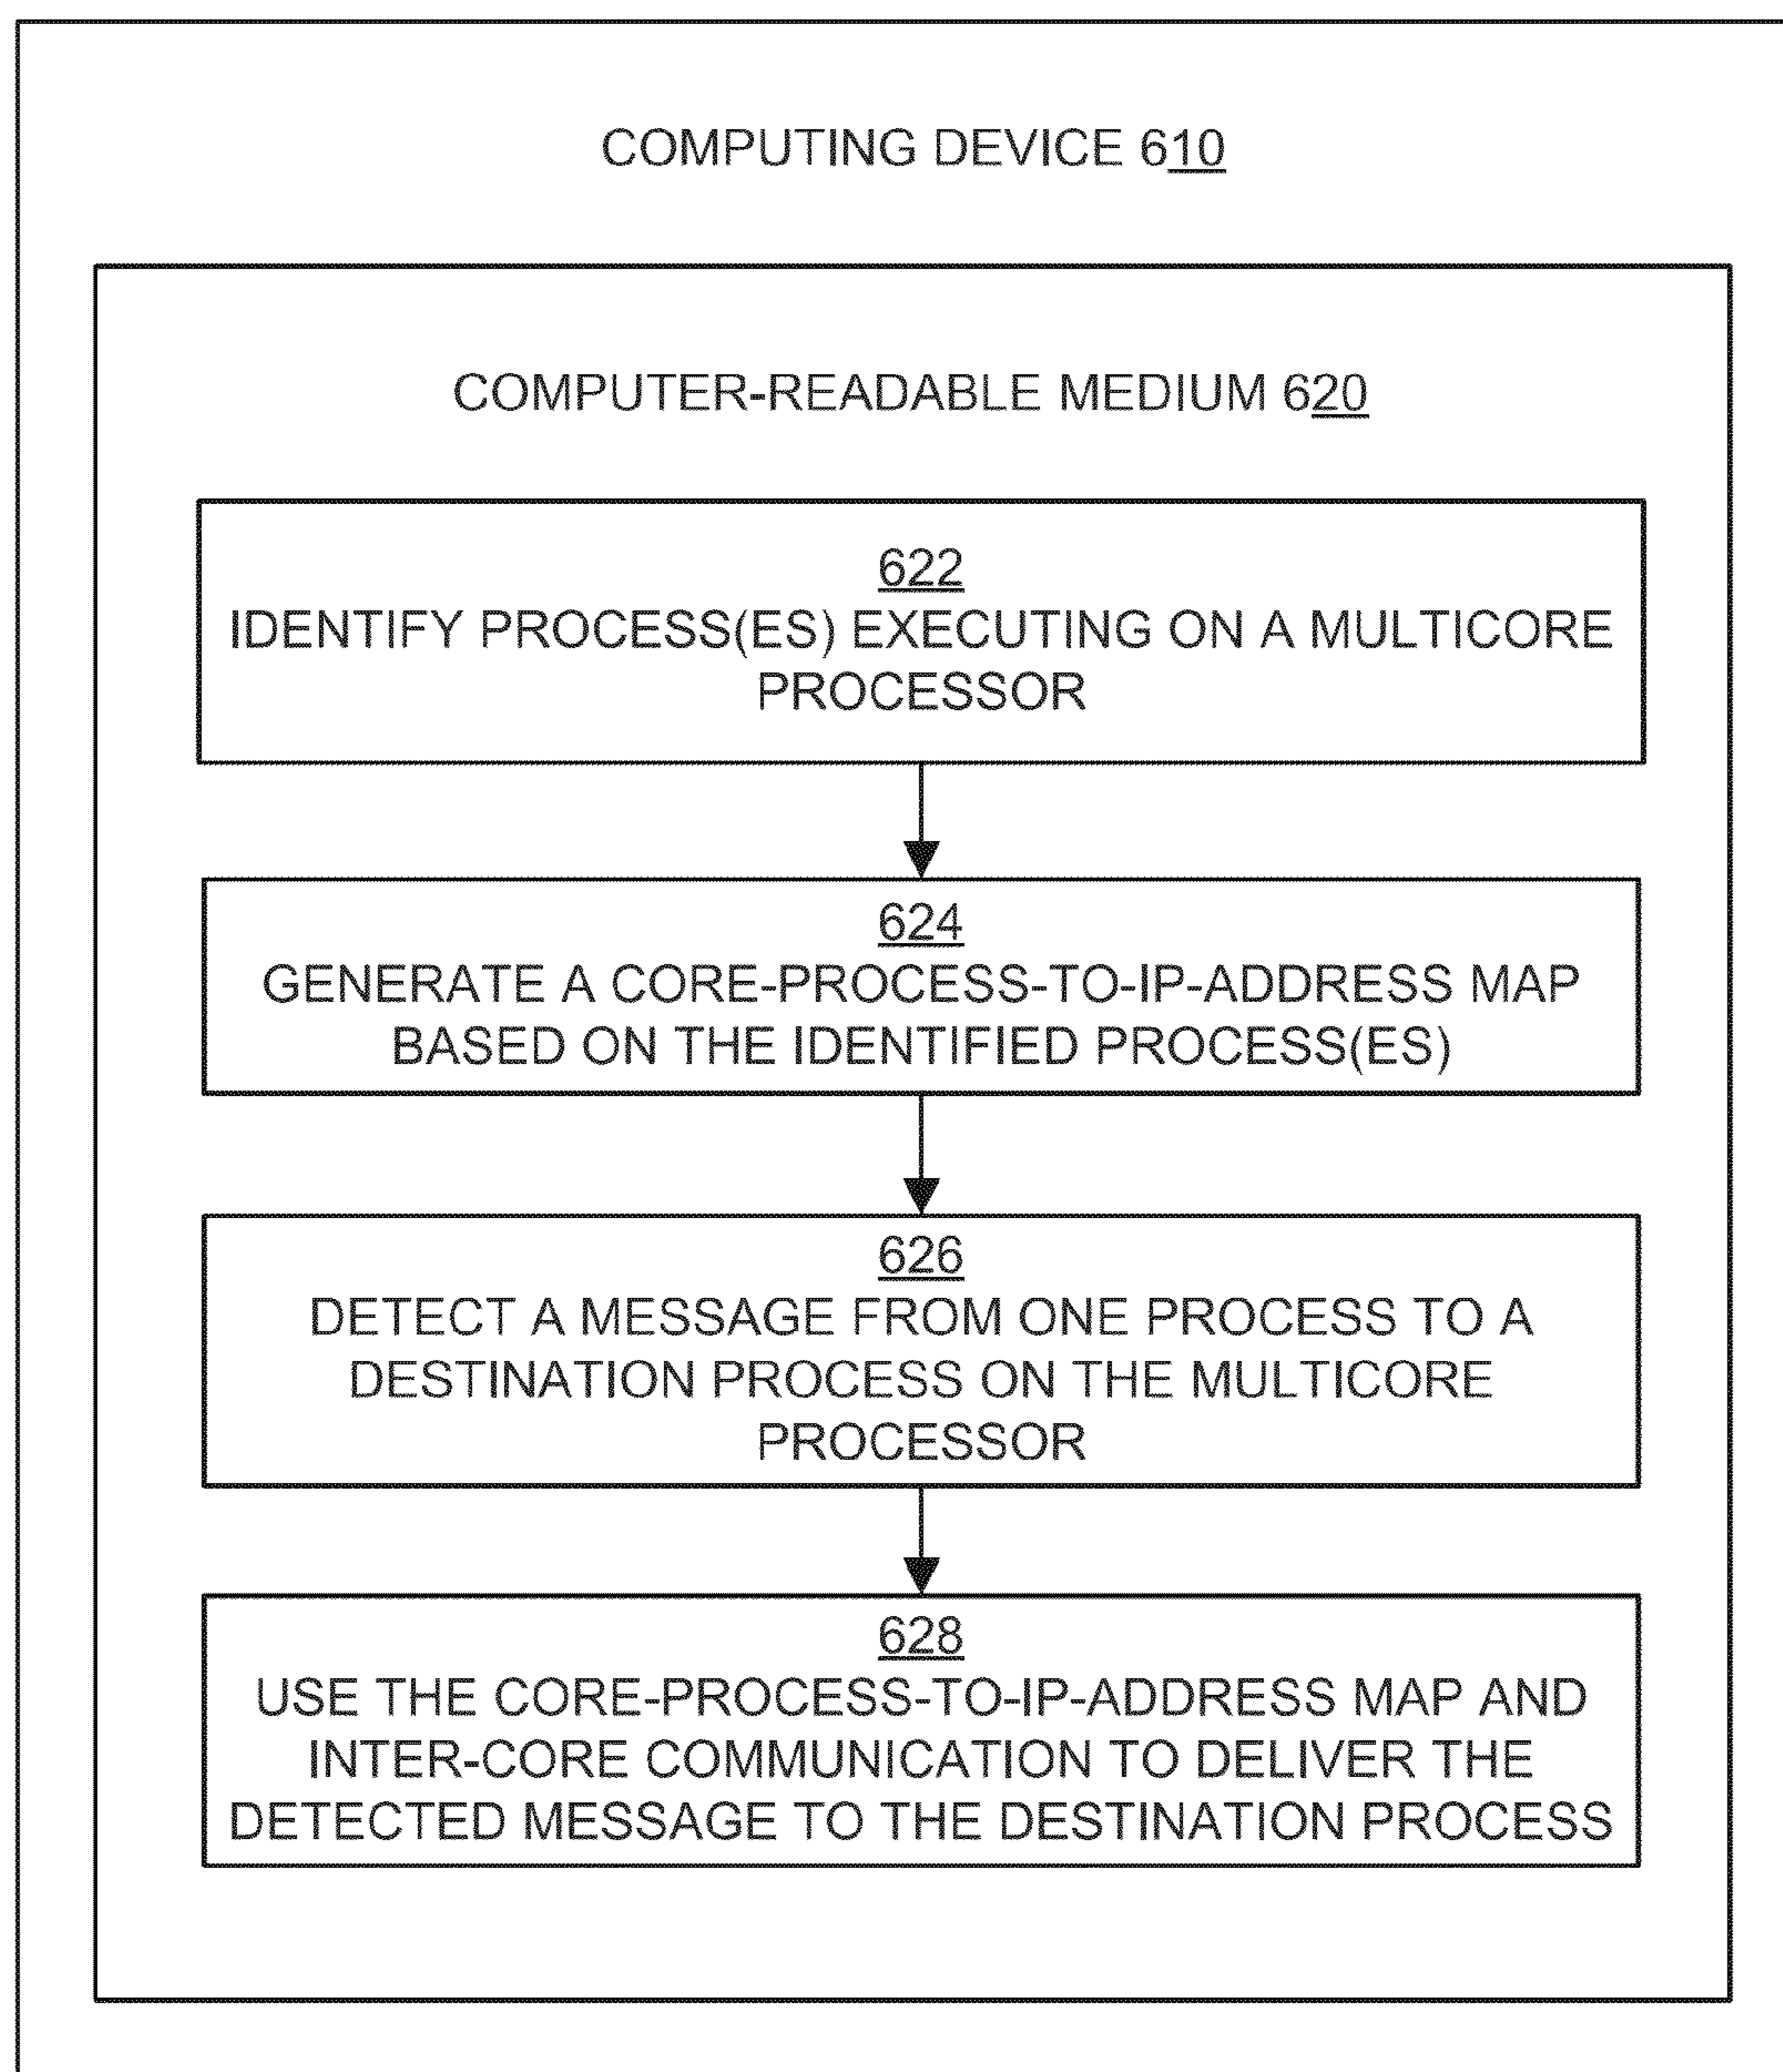 COMPUTING DEVICE 610
COMPUTER-READABLE MEDIUM 620
622
IDENTIFY PROCESS(ES) EXECUTING ON A MULTICORE
PROCESSOR
624
GENERATE A CORE-PROCESS-TO-IP-ADDRESS MAP
BASED ON THE IDENTIFIED PROCESS(ES)
626
DETECT A MESSAGE FROM ONE PROCESS TO A
DESTINATION PROCESS ON THE MULTICORE
PROCESSOR
628
USE THE CORE-PROCESS-TO-IP-ADDRESS MAP AND
INTER-CORE COMMUNICATION TO DELIVER THE
DETECTED MESSAGE TO THE DESTINATION PROCESS